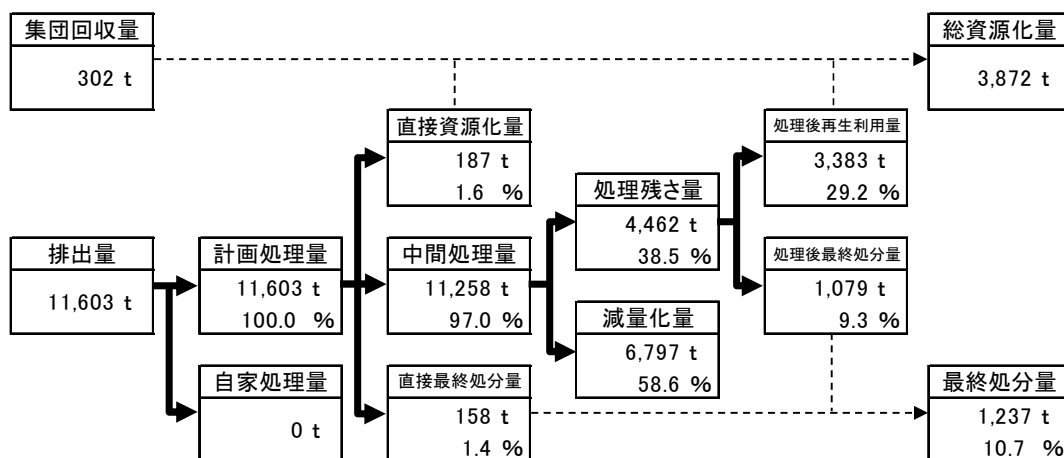 集団回収量
302 t
総資源化量
3,872 t
直接資源化量
187 t
1.6 %
処理後再生利用量
3,383 t
29.2 %
処理残さ量
4,462 t
38.5 %
排出量
11,603 t
計画処理量
11,603 t
100.0 %
中間処理量
11,258 t
97.0 %
処理後最終処分量
1,079 t
9.3 %
減量化量
6,797 t
58.6 %
自家処理量
0 t
直接最終処分量
158 t
1.4 %
最終処分量
1,237 t
10.7 %